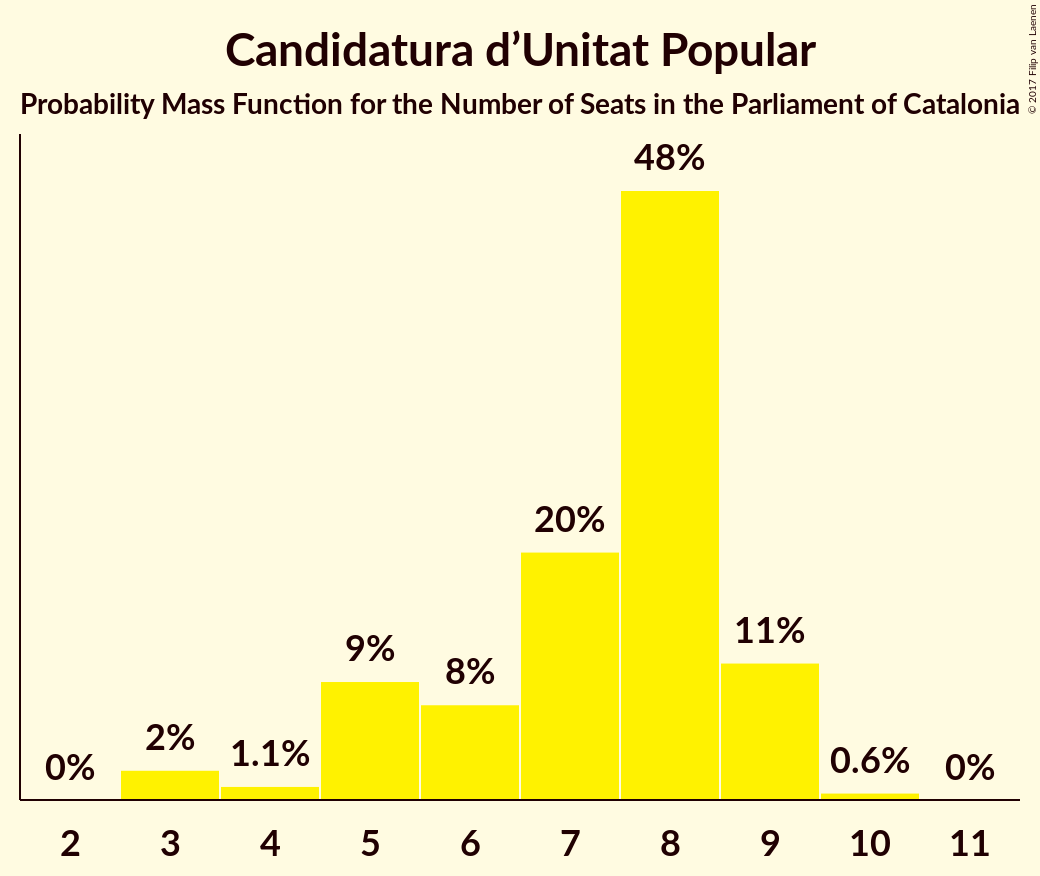 Candidatura d’Unitat Popular
Probability Mass Function for the Number of Seats in the Parliament of Catalonia
© 2017 Filip van Laenen
48%
20%
11%
9%
8%
2%
1.1%
0.6%
0%
0%
2 3 4 5 6 7 8 9 10 11